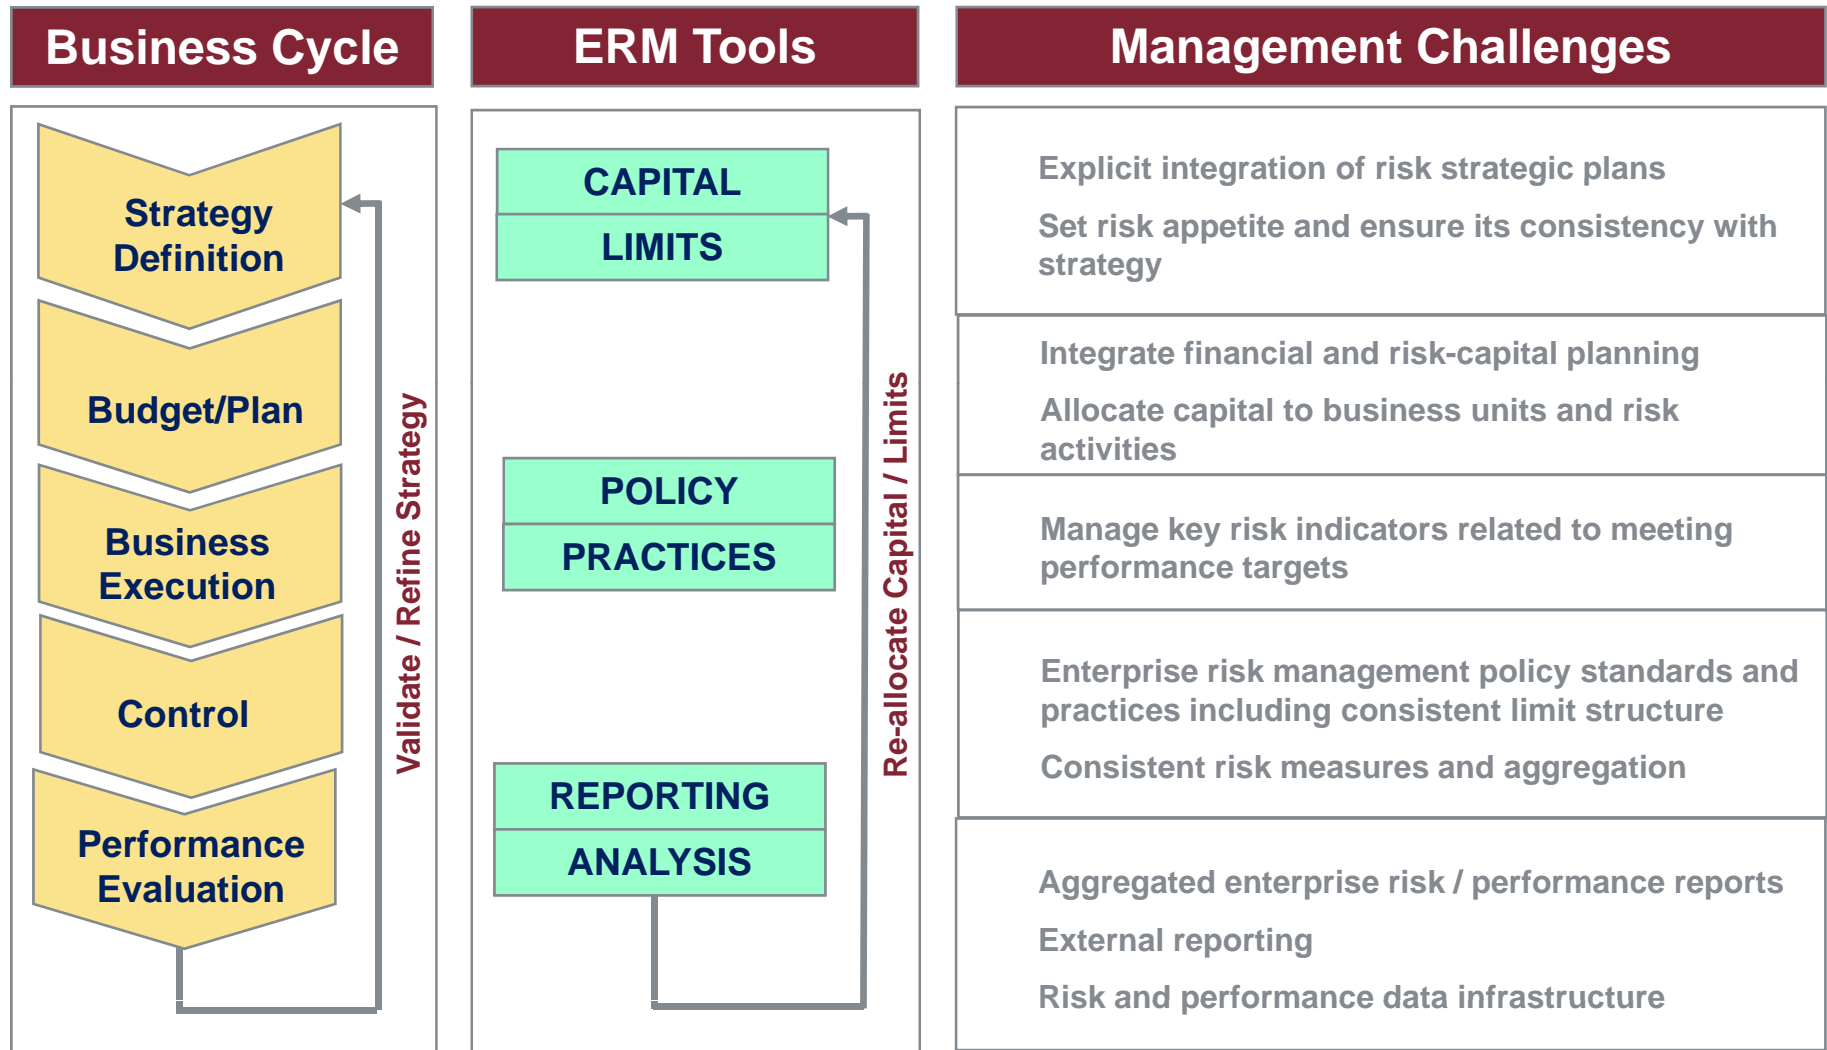 Business Cycle
Strategy
Definition
Budget/Plan
Business
Execution
Control
Performance
Evaluation
Validate / Refine Strategy
ERM Tools
CAPITAL
LIMITS
POLICY
PRACTICES
REPORTING
ANALYSIS
Re-allocate Capital / Limits
Management Challenges
Explicit integration of risk strategic plans
Set risk appetite and ensure its consistency with
strategy
Integrate financial and risk-capital planning
Allocate capital to business units and risk
activities
Manage key risk indicators related to meeting
performance targets
Enterprise risk management policy standards and
practices including consistent limit structure
Consistent risk measures and aggregation
Aggregated enterprise risk / performance reports
External reporting
Risk and performance data infrastructure